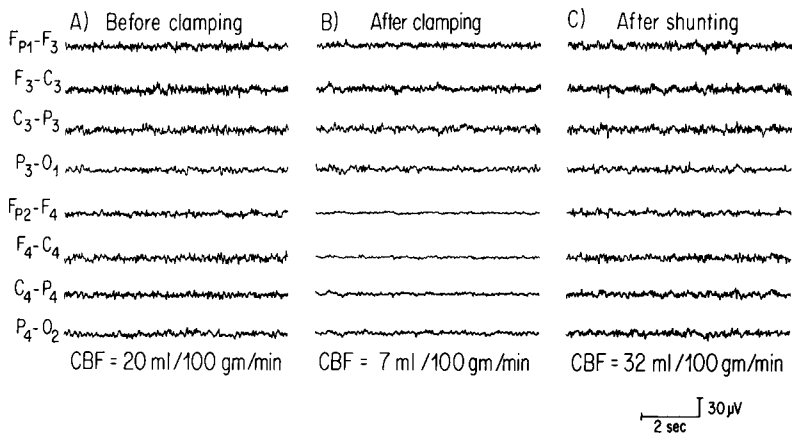 A) Before clamping
B) After clamping
C) After shunting
FP1-F3
F3-C3
C3-P3
P3-O1
FP2-F4
F4-C4
C4-P4
P4-O2
CBF = 20 ml/100 gm/min
CBF = 7 ml/100 gm/min
CBF = 32 ml/100 gm/min
30 µV
2 sec